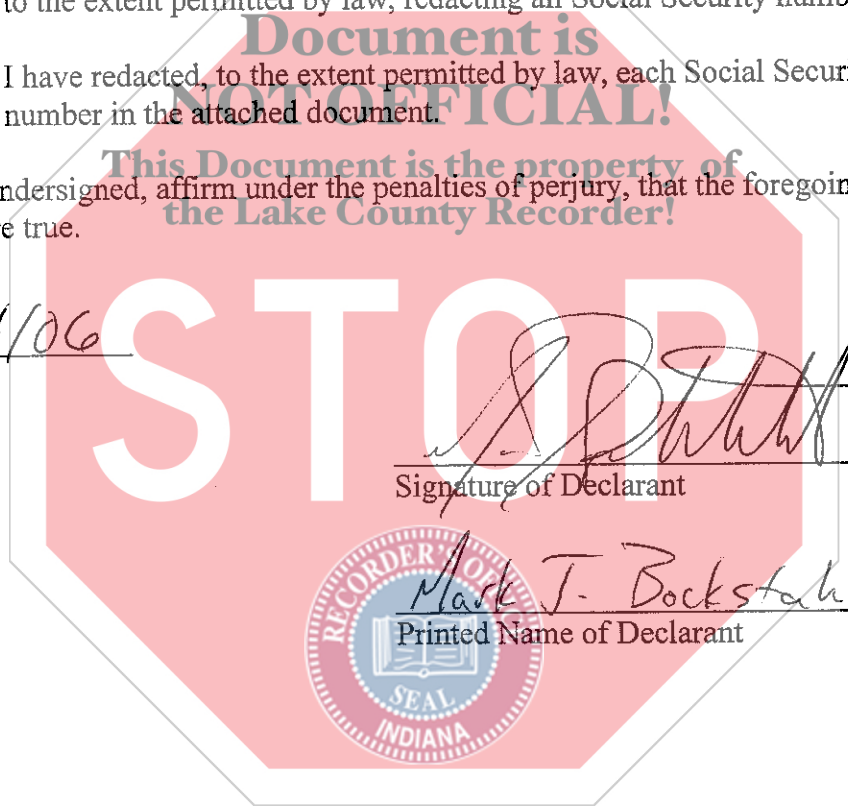 to the extent permitted by law, redacting all Social Security numb
Document is
I have redacted, to the extent permitted by law, each Social Securi
NOT OFFICIAL!
number in the attached document.
This Document is the property of
ndersigned, affirm under the penalties of perjury, that the foregoin
the Lake County Recorder!
e true.
STOP
/06
Signature of Declarant
RECORDER'S OFFIC
Mark J. Bockstah
Printed Name of Declarant
SEAL
INDIANA